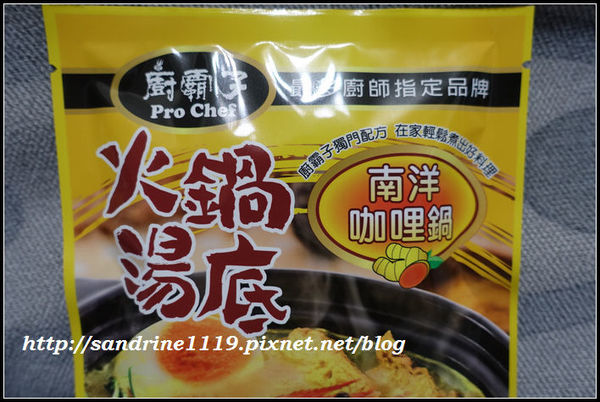 廚霸子
Pro Chef
最 廚師指定品牌
廚霸子獨門配方 在家輕鬆煮出好料理
火鍋
湯底
南洋
咖哩鍋
http://sandrine1119.pixnet.net/blog